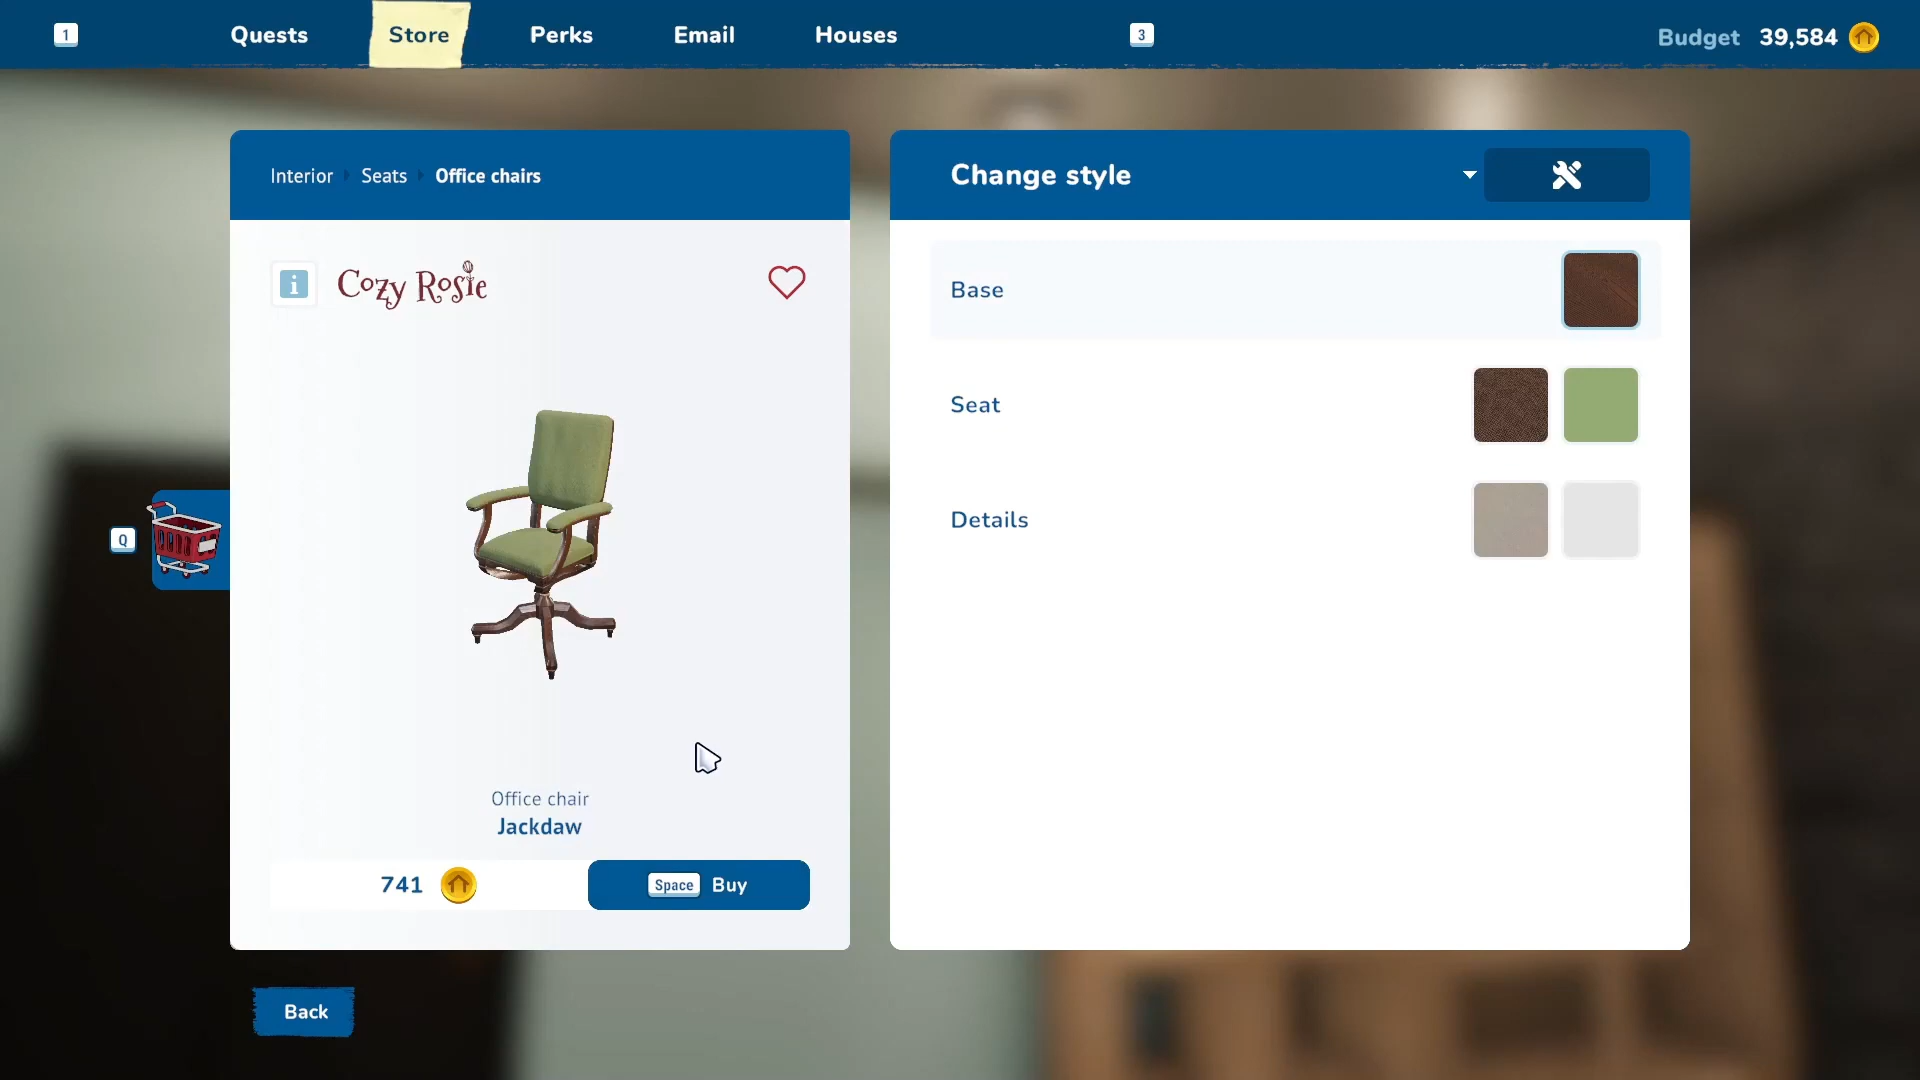 1
Quests
Store
Perks
Email
Houses
3
Budget 39,584
Interior Seats Office chairs
i
Cozy Rosie
Q
Office chair
Jackdaw
741
Space Buy
Back
Change style
Base
Seat
Details